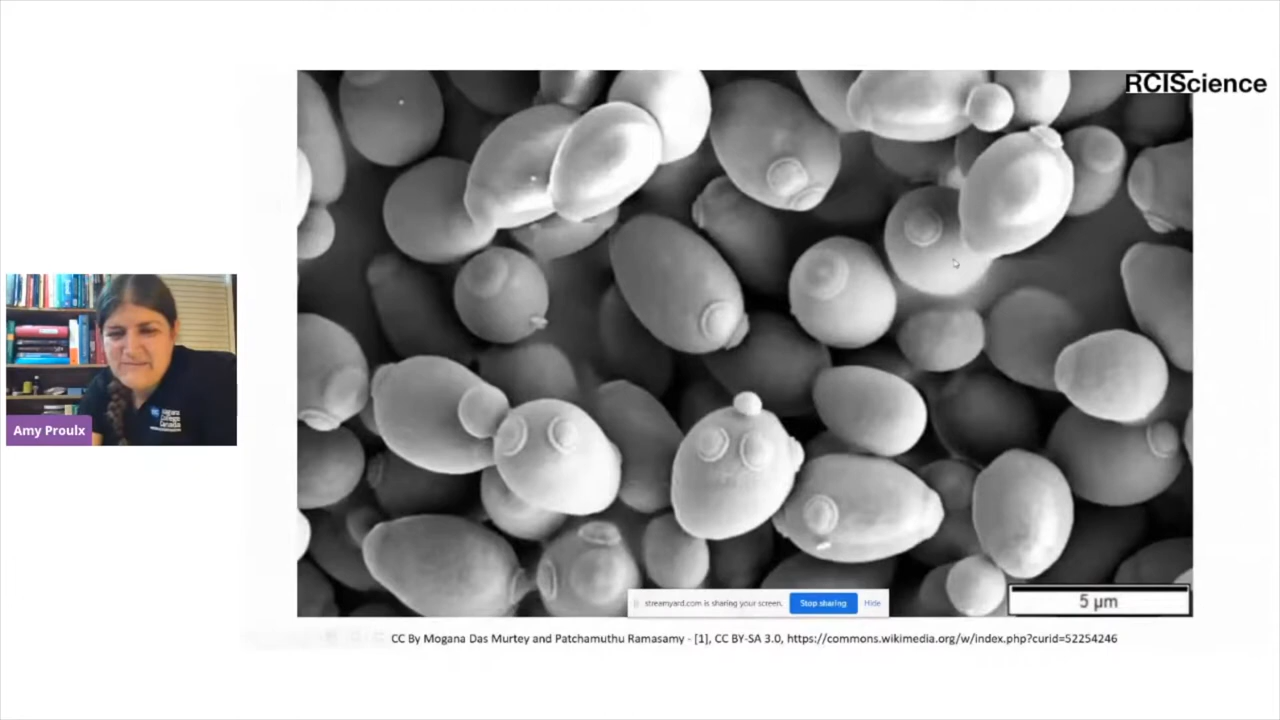 RCIScience
Amy Proulx
streamyard.com is sharing your screen.
Stop sharing
Hide
5 µm
CC By Mogana Das Murtey and Patchamuthu Ramasamy - [1], CC BY-SA 3.0, https://commons.wikimedia.org/w/index.php?curid=52254246